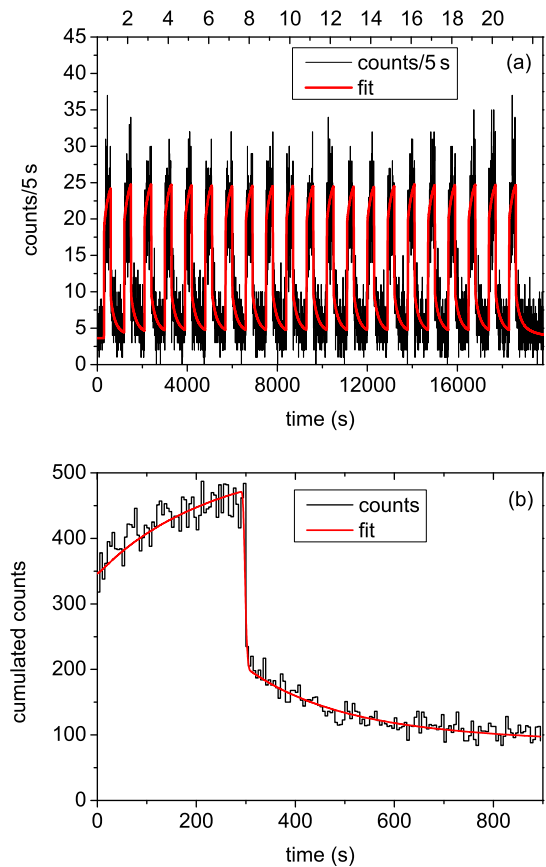 2 4 6 8 10 12 14 16 18 20
45
(a)
counts/5 s
40
fit
35
30
25
counts/5 s
20
15
10
5
0
0 4000 8000 12000 16000
time (s)
500
(b)
counts
fit
400
300
cumulated counts
200
100
0
0 200 400 600 800
time (s)